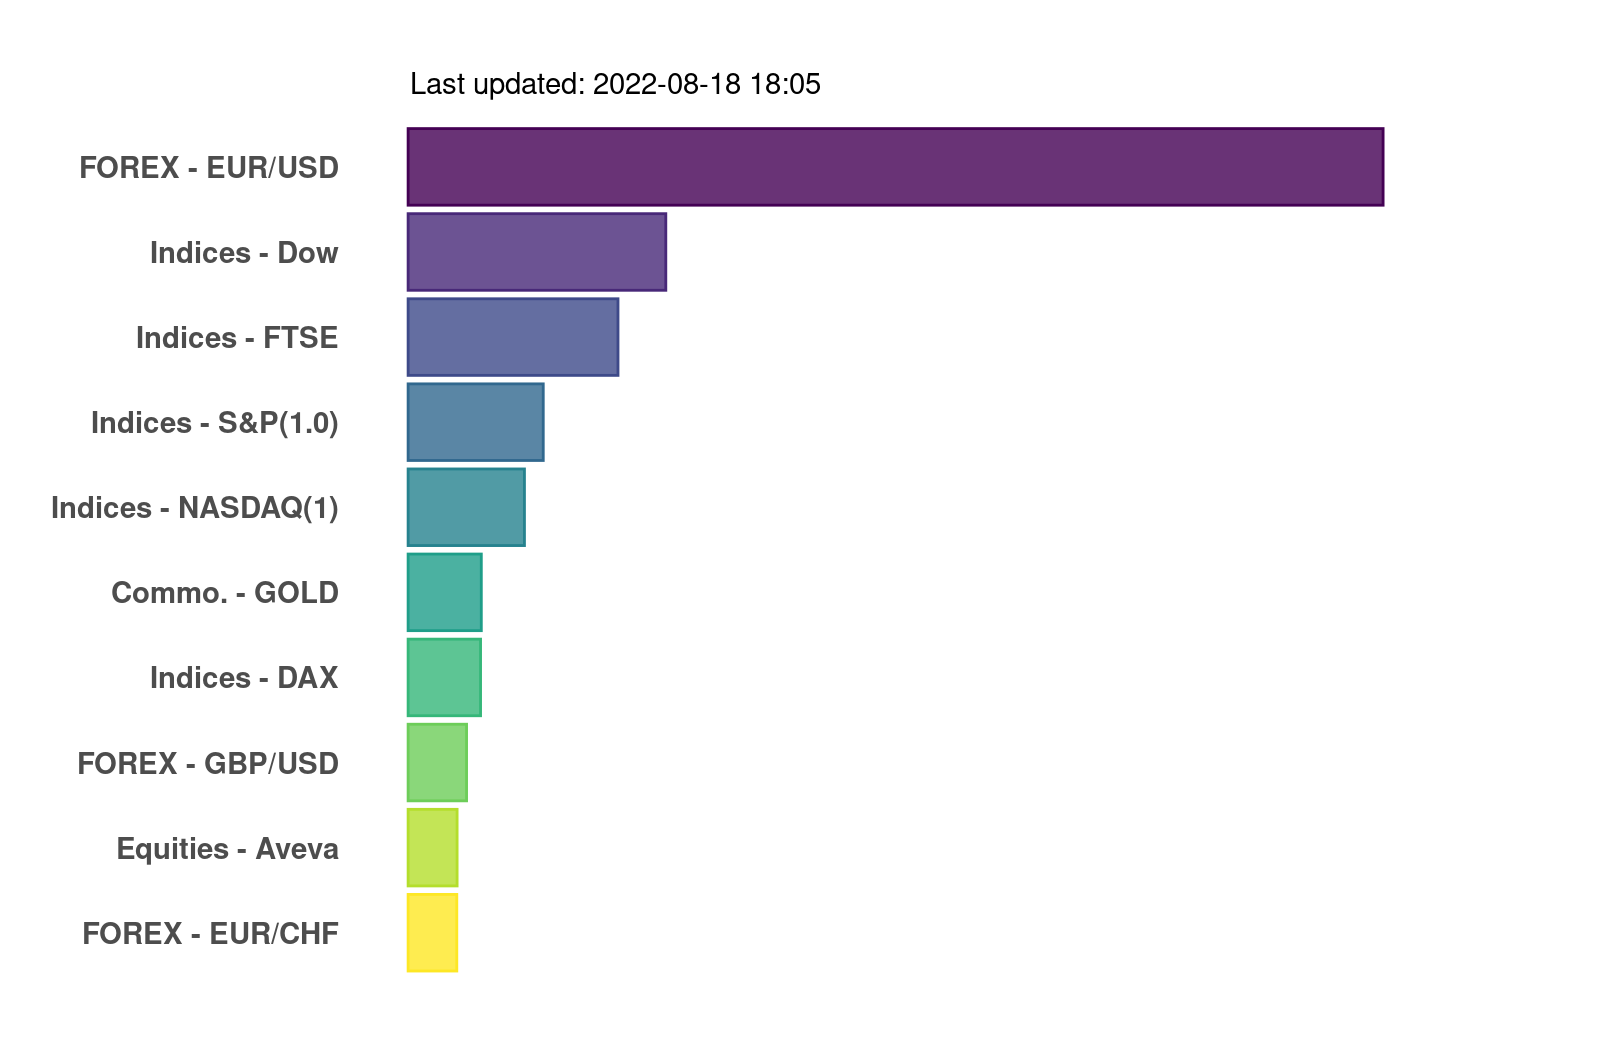 Last updated: 2022-08-18 18:05
FOREX - EUR/USD
Indices - Dow
Indices - FTSE
Indices - S&P(1.0)
Indices - NASDAQ(1)
Commo. - GOLD
Indices - DAX
FOREX - GBP/USD
Equities - Aveva
FOREX - EUR/CHF